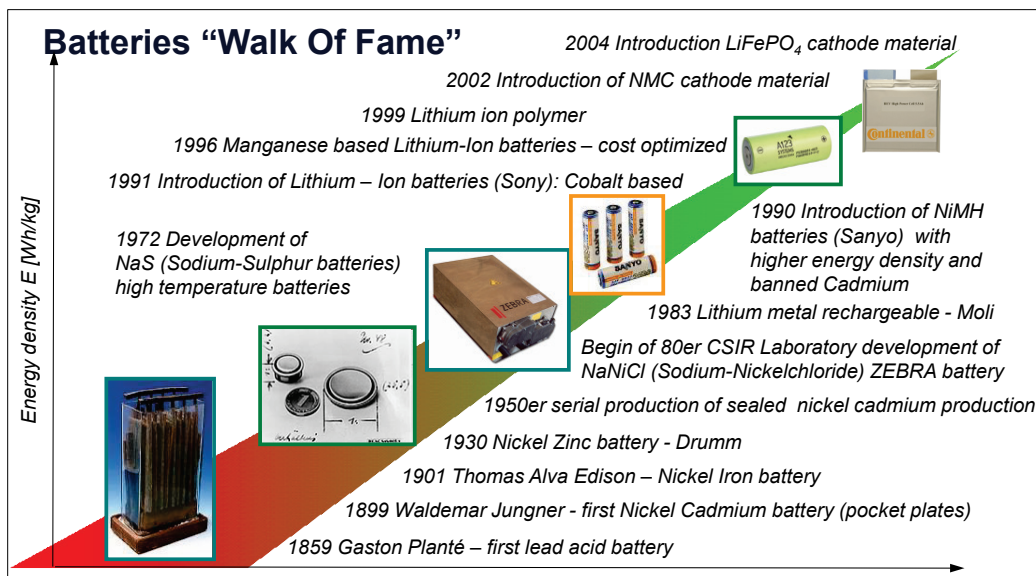 Batteries “Walk Of Fame”
2004 Introduction LiFePO₄ cathode material
2002 Introduction of NMC cathode material
1999 Lithium ion polymer
1996 Manganese based Lithium-Ion batteries – cost optimized
1991 Introduction of Lithium – Ion batteries (Sony): Cobalt based
1972 Development of
NaS (Sodium-Sulphur batteries)
high temperature batteries
Energy density E [Wh/kg]
A123
SYSTEMS
Continental
SANYO
SANYO
SANYO
SANYO
ZEBRA
1990 Introduction of NiMH
batteries (Sanyo) with
higher energy density and
banned Cadmium
1983 Lithium metal rechargeable - Moli
Begin of 80er CSIR Laboratory development of
NaNiCl (Sodium-Nickelchloride) ZEBRA battery
1950er serial production of sealed nickel cadmium production
1930 Nickel Zinc battery - Drumm
1901 Thomas Alva Edison – Nickel Iron battery
1899 Waldemar Jungner - first Nickel Cadmium battery (pocket plates)
1859 Gaston Planté – first lead acid battery